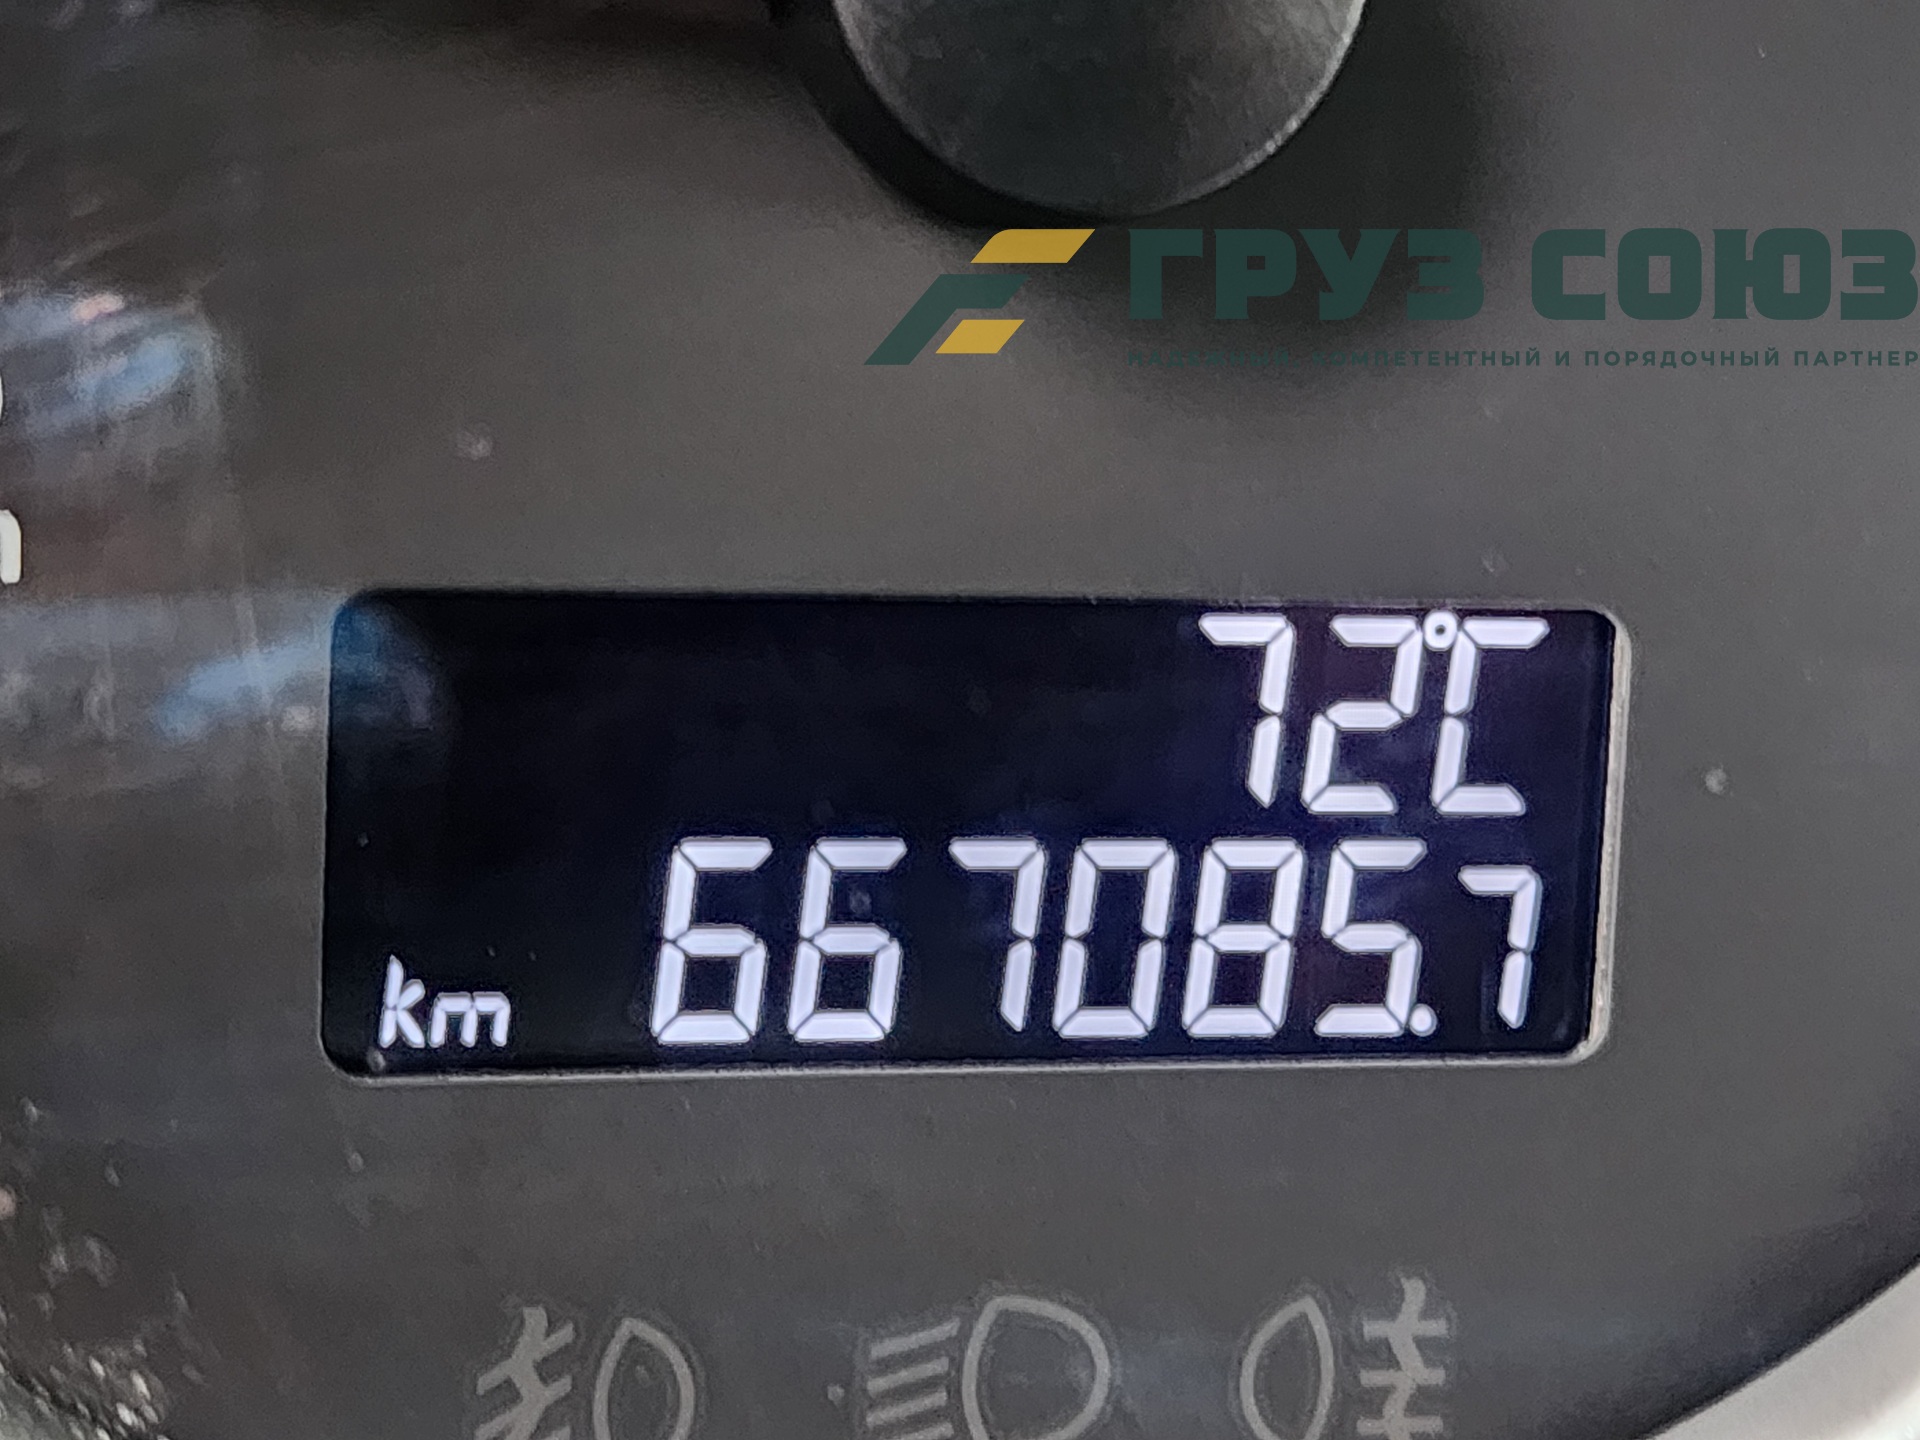 ГРУЗ СОЮЗ
НАДЕЖНЫЙ, КОМПЕТЕНТНЫЙ И ПОРЯДОЧНЫЙ ПАРТНЕР
72°C
km 667085.7